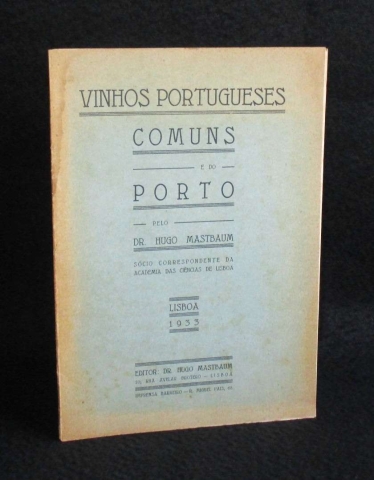 VINHOS PORTUGUESES
COMUNS
E DO
PORTO
PELO
DR. HUGO MASTBAUM
SÓCIO CORRESPONDENTE DA
ACADEMIA DAS CIÊNCIAS DE LISBOA
LISBOA
1933
EDITOR DR. HUGO MASTBAUM
LISBOA